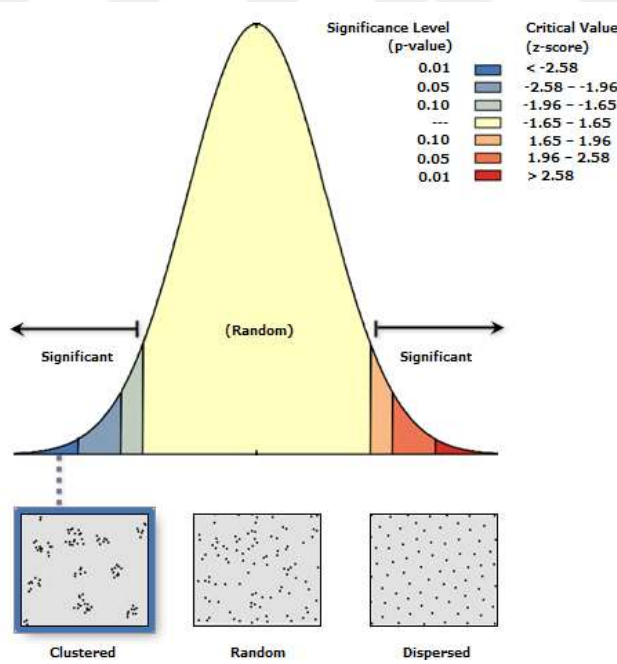 Significance Level Critical Value
(p-value) (z-score)
0.01 < -2.58
0.05 -2.58 – -1.96
0.10 -1.96 – -1.65
--- -1.65 – 1.65
0.10 1.65 – 1.96
0.05 1.96 – 2.58
0.01 > 2.58
(Random)
Significant Significant
Clustered Random Dispersed